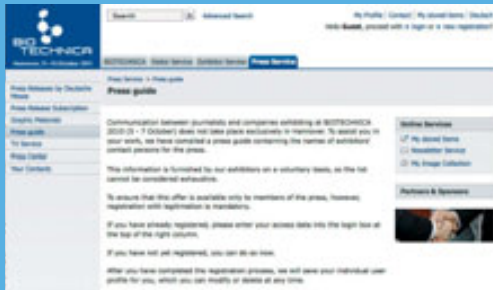 Search
Advanced Search
My Profile | Contact | My stored items | Deutsch
Hello Guest, proceed with > login or > new registration!
BIO
TECHNICA
BIOTECHNICA Visitor Service Exhibitor Service Press Service
Press Service > Press guide
Press guide
Press Releases by Deutsche
Messe
Press Release Subscription
Graphic Materials
Press guide
TV Service
Press Center
Your Contacts
Communication between journalists and companies exhibiting at BIOTECHNICA
2010 (5 - 7 October) does not take place exclusively in Hannover. To assist you in
your work, we have compiled a press guide containing the names of exhibitors'
contact persons for the press.
This information is furnished by our exhibitors on a voluntary basis, so the list
cannot be considered exhaustive.
To ensure that this offer is available only to members of the press, however,
registration with legitimation is mandatory.
If you have already registered, please enter your access data into the login box at
the top of the right column.
If you have not yet registered, you can do so now.
After you have completed the registration process, we will save your individual user
profile for you, which you can modify or delete at any time.
Online Services
My stored items
Newsletter Service
My Image Collection
Partners & Sponsors